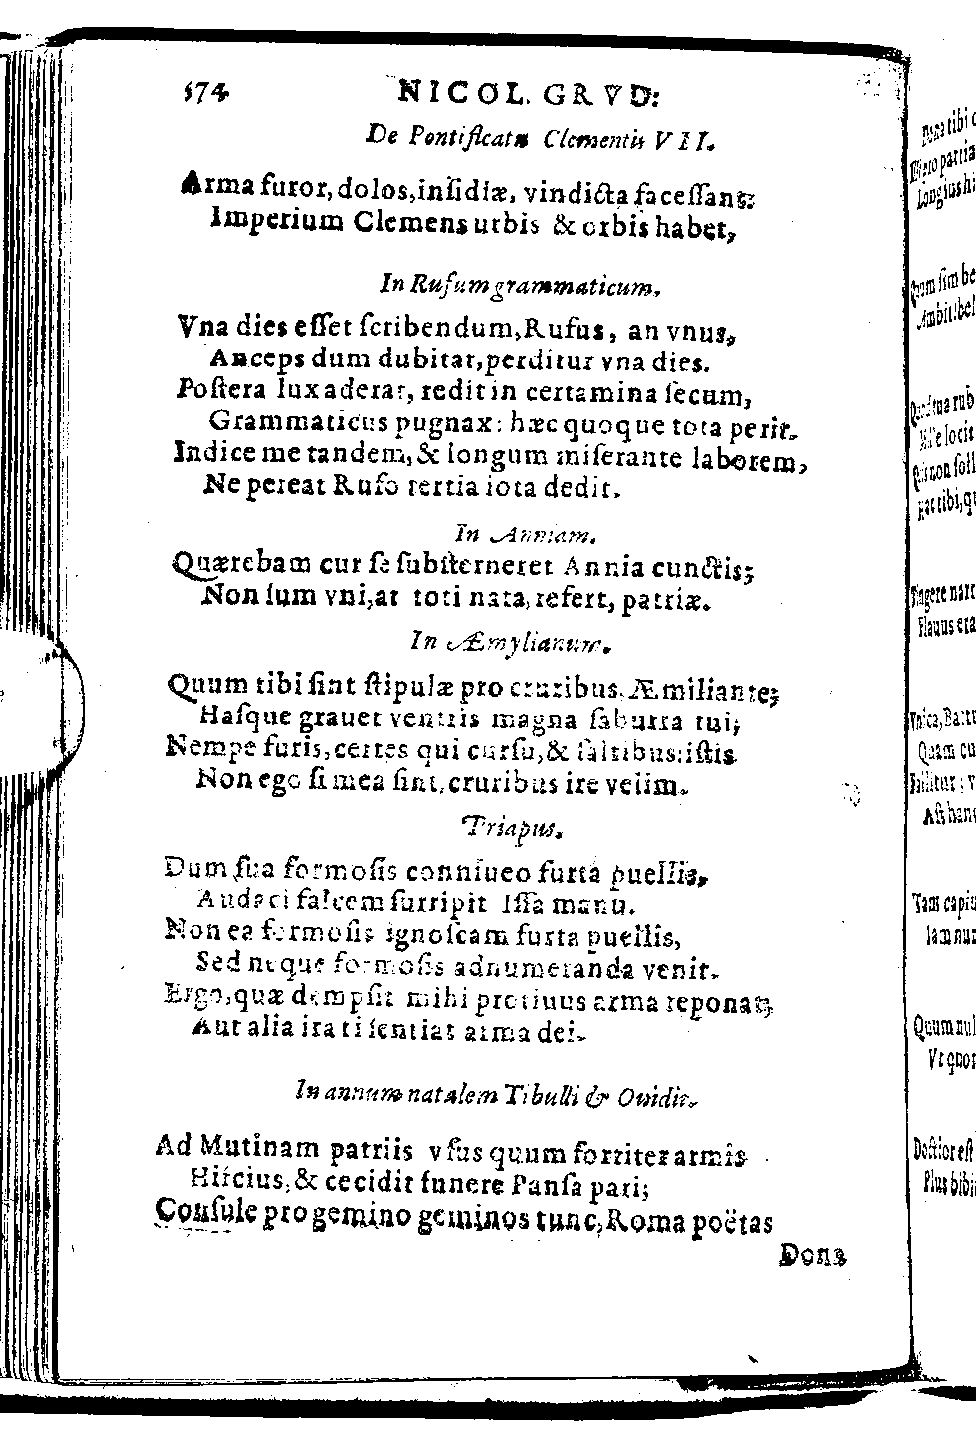 574 NICOL. GRVD:
De Pontificatu Clementis VII.
Arma furor, dolos, inſidiæ, vindicta faceſſant:
Imperium Clemens urbis & orbis habet,
In Rufum grammaticum.
Vna dies eſſet ſcribendum, Rufus, an vnus,
Anceps dum dubitat, perditur vna dies.
Poſtera lux aderat, redit in certamina ſecum,
Grammaticus pugnax: hæc quoque tota perit.
Indice me tandem, & longum miſerante laborem,
Ne pereat Rufo tertia iota dedit.
In Anniam.
Quærebam cur ſe ſubſterneret Annia cunctis;
Non ſum vni, at toti nata, refert, patriæ.
In Æmylianum.
Quum tibi ſint ſtipulæ pro cruribus, Æmiliante;
Haſque grauet ventris magna ſaburra tui;
Nempe furis, certes qui curſu, & ſaltibus: iſtis
Non ego ſi mea ſint, cruribus ire velim.
Priapus.
Dum ſua formoſis conniueo furta puellis,
Audaci falcem ſurripit Iſſa manu.
Non ea formoſis ignoſcam furta puellis,
Sed neque formoſis adnumeranda venit.
Ergo, quæ dempſit mihi protinus arma reponat;
Aut alia irati ſentiat arma dei.
In annum natalem Tibulli & Ouidii.
Ad Mutinam patriis vſus quum fortiter armis
Hirtius, & cecidit funere Panſa pari;
Conſule pro gemino geminos tunc, Roma poëtas
Dona